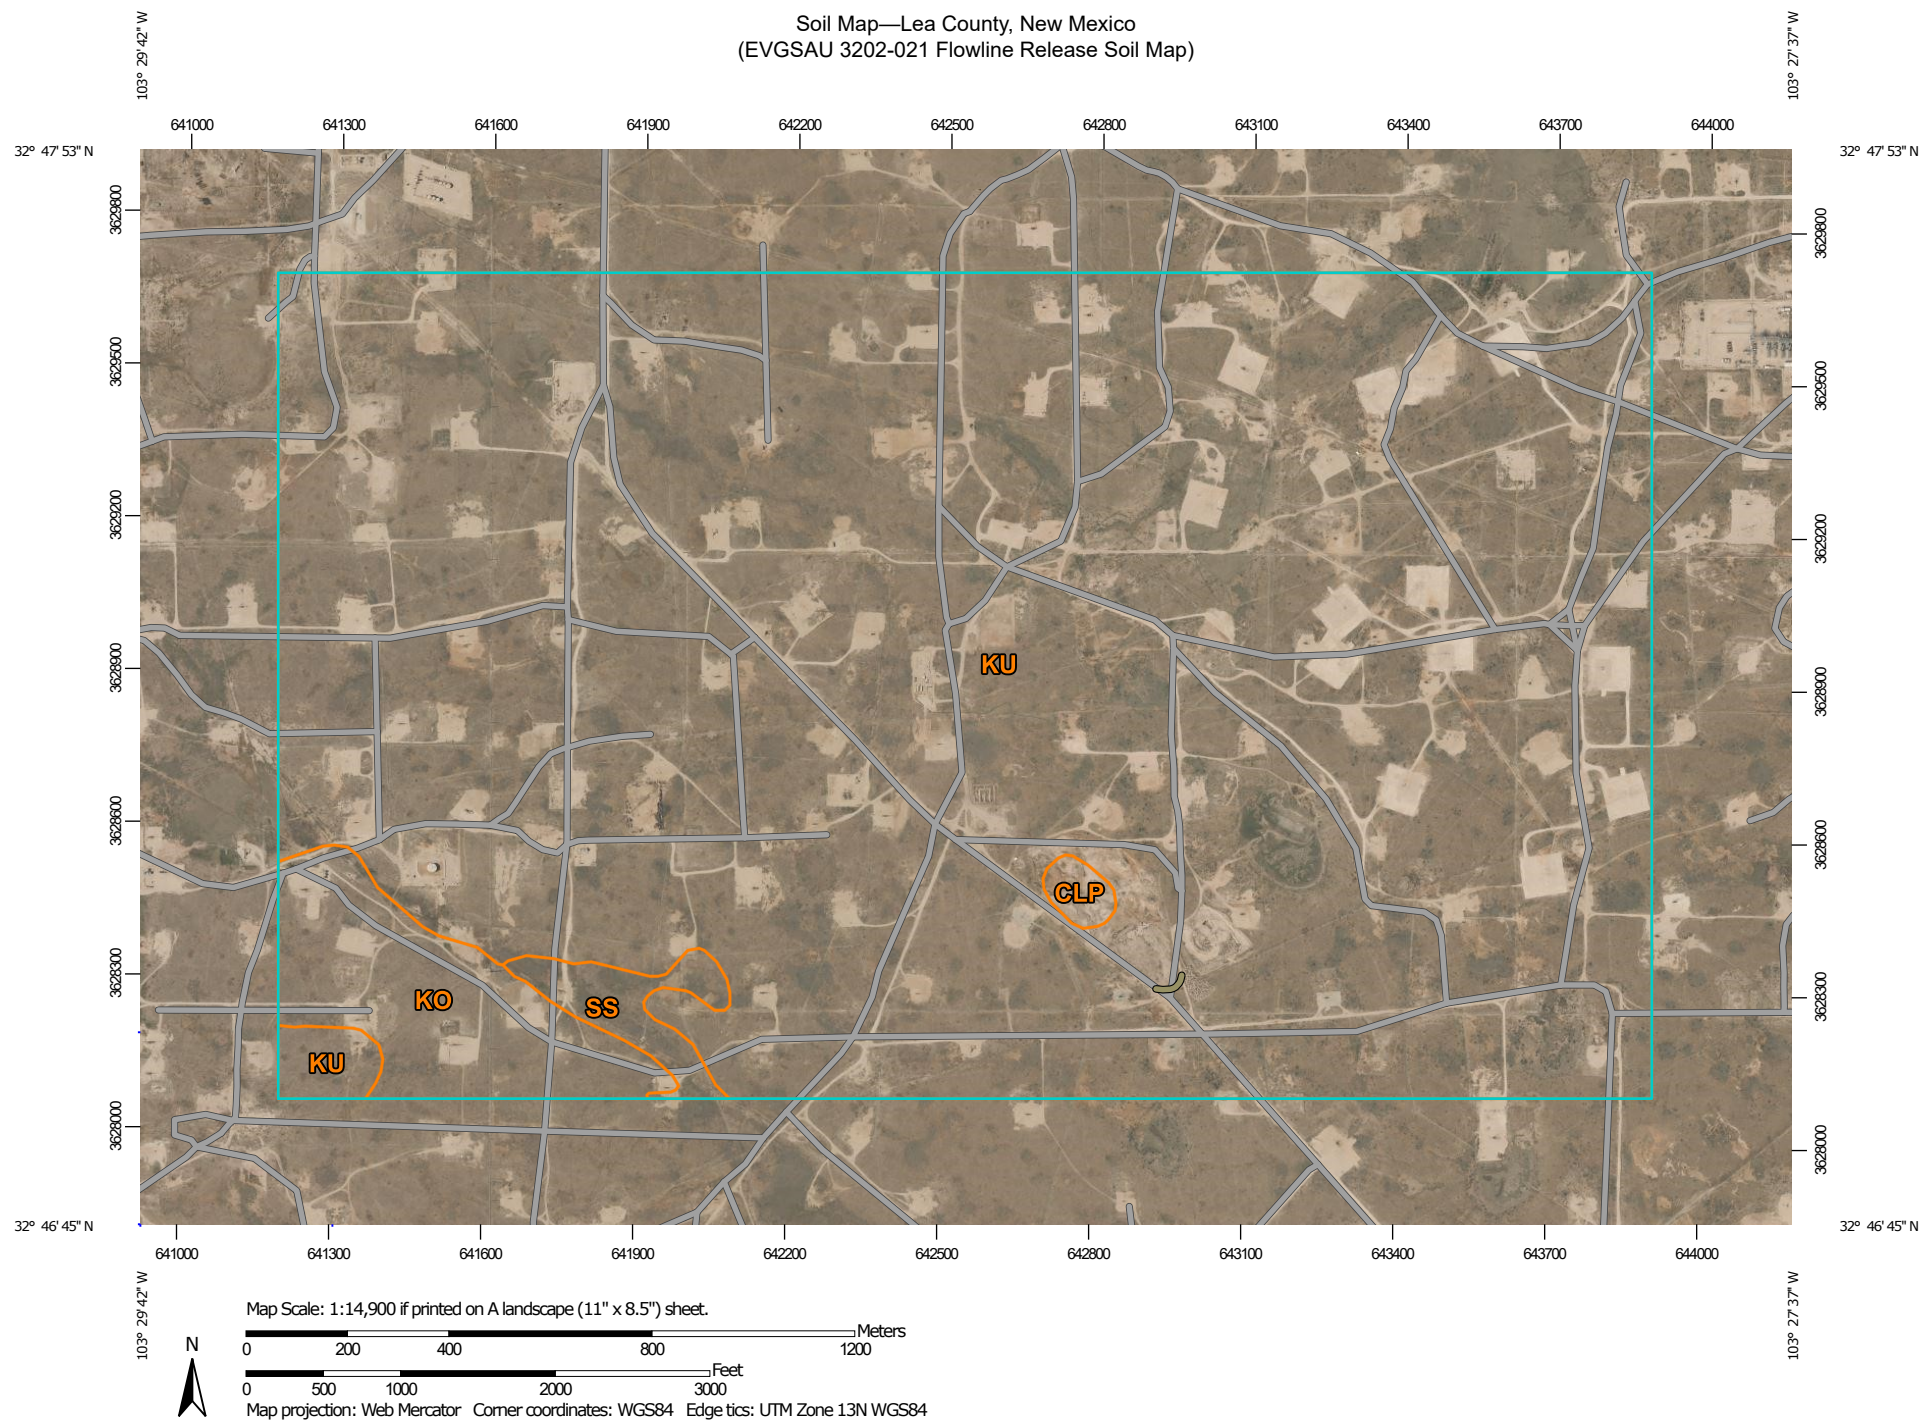 Soil Map—Lea County, New Mexico
(EVGSAU 3202-021 Flowline Release Soil Map)
103° 29' 42'' W
103° 27' 37'' W
641000 641300 641600 641900 642200 642500 642800 643100 643400 643700 644000
32° 47' 53'' N
32° 47' 53'' N
3629800
3629800
3629500
3629500
3629200
3629200
3628900
3628900
3628600
3628600
3628300
3628300
3628000
3628000
KU
CLP
KO
SS
KU
32° 46' 45'' N
32° 46' 45'' N
641000 641300 641600 641900 642200 642500 642800 643100 643400 643700 644000
103° 29' 42'' W
103° 27' 37'' W
Map Scale: 1:14,900 if printed on A landscape (11" x 8.5") sheet.
N
Meters
0 200 400 800 1200
Feet
0 500 1000 2000 3000
Map projection: Web Mercator Corner coordinates: WGS84 Edge tics: UTM Zone 13N WGS84